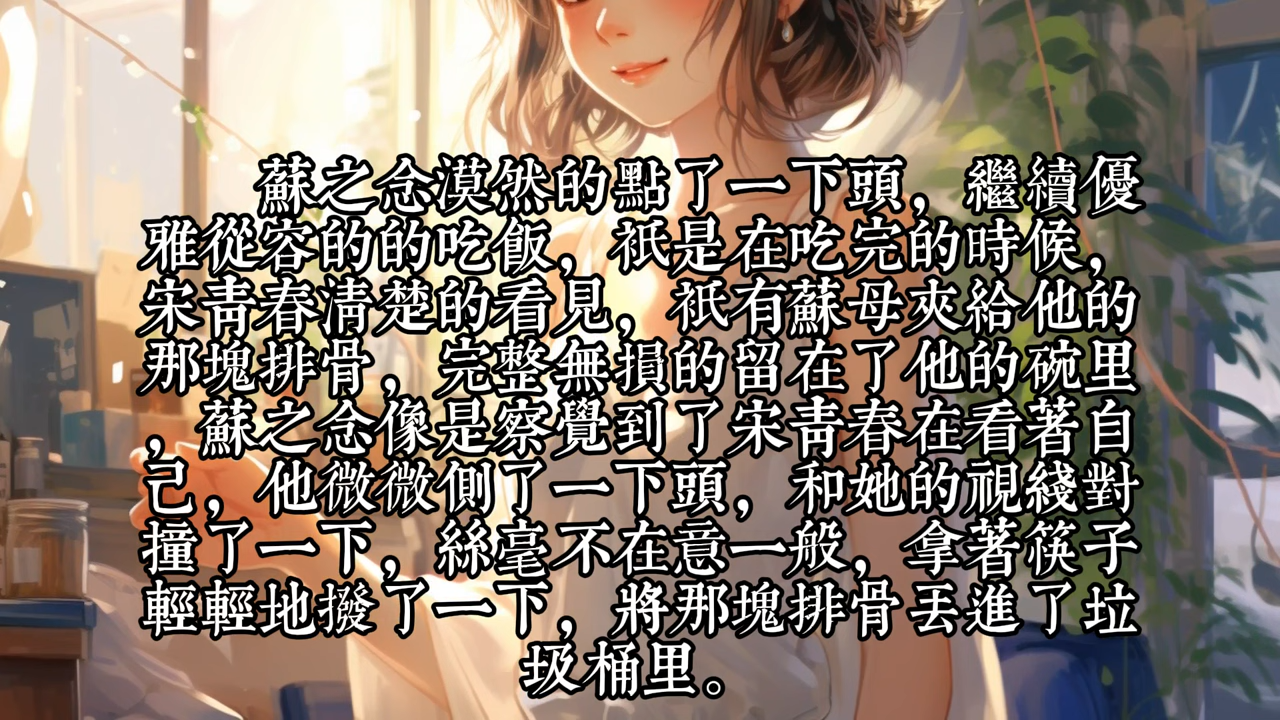 蘇之念漠然的點了一下頭，繼續優
雅從容的的吃飯，祇是在吃完的時候，
宋青春清楚的看見，祇有蘇母夾給他的
那塊排骨，完整無損的留在了他的碗里
，蘇之念像是察覺到了宋青春在看著自
己，他微微側了一下頭，和她的視綫對
撞了一下，絲毫不在意一般，拿著筷子
輕輕地撥了一下，將那塊排骨丟進了垃
圾桶里。